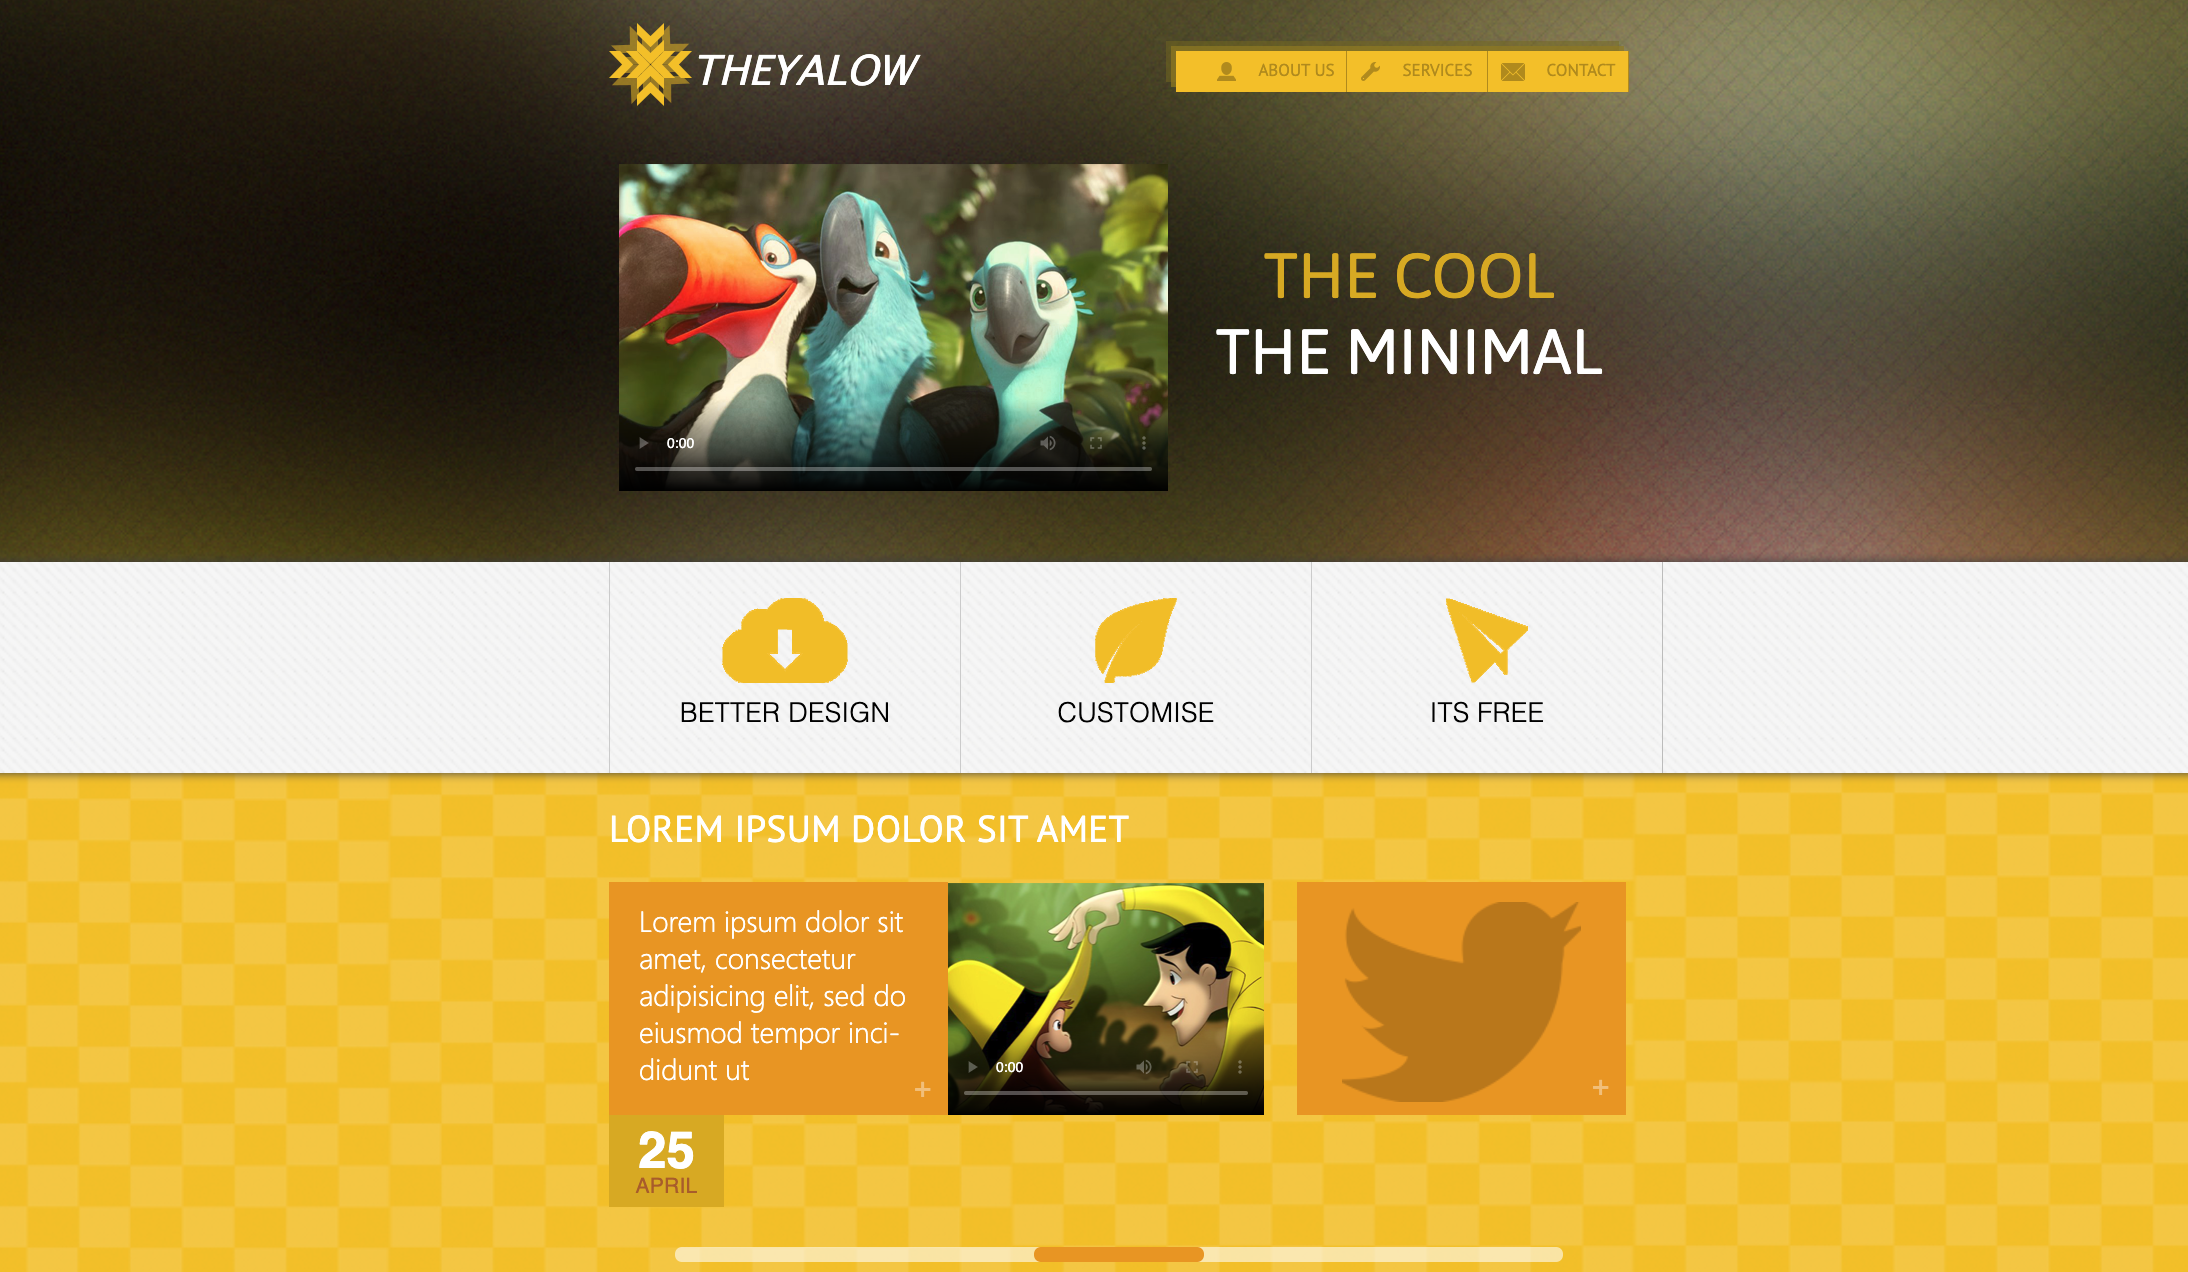 THEYALOW
ABOUT US
SERVICES
CONTACT
THE COOL
THE MINIMAL
0:00
BETTER DESIGN
CUSTOMISE
ITS FREE
LOREM IPSUM DOLOR SIT AMET
Lorem ipsum dolor sit
amet, consectetur
adipisicing elit, sed do
eiusmod tempor inci-
didunt ut
+
0:00
+
25
APRIL